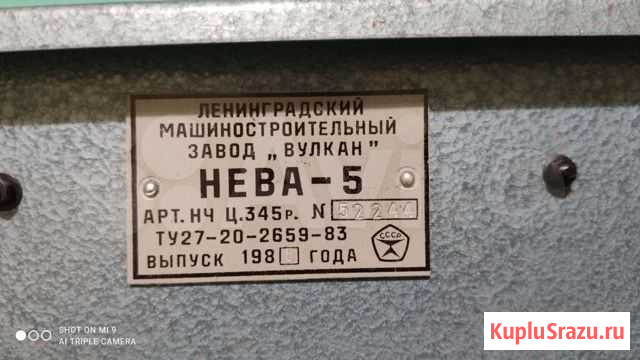 ЛЕНИНГРАДСКИЙ
МАШИНОСТРОИТЕЛЬНЫЙ
ЗАВОД „ВУЛКАН"
НЕВА-5
АРТ. НЧ Ц.345р. N 52244
ТУ27-20-2659-83
СССР
ВЫПУСК 198 ГОДА
SHOT ON MI 9
AI TRIPLE CAMERA
KupluSrazu.ru